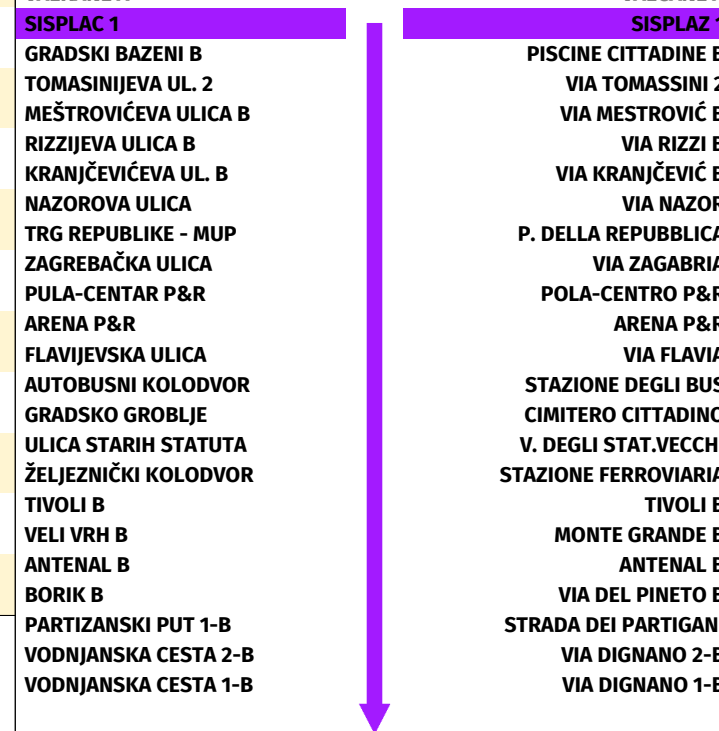 SISPLAC 1 SISPLAZ 1
GRADSKI BAZENI B PISCINE CITTADINE B
TOMASINIJEVA UL. 2 VIA TOMASSINI 2
MEŠTROVIĆEVA ULICA B VIA MESTROVIĆ B
RIZZIJEVA ULICA B VIA RIZZI B
KRANJČEVIĆEVA UL. B VIA KRANJČEVIĆ B
NAZOROVA ULICA VIA NAZOR
TRG REPUBLIKE - MUP P. DELLA REPUBBLICA
ZAGREBAČKA ULICA VIA ZAGABRIA
PULA-CENTAR P&R POLA-CENTRO P&R
ARENA P&R ARENA P&R
FLAVIJEVSKA ULICA VIA FLAVIA
AUTOBUSNI KOLODVOR STAZIONE DEGLI BUS
GRADSKO GROBLJE CIMITERO CITTADINO
ULICA STARIH STATUTA V. DEGLI STAT.VECCH
ŽELJEZNIČKI KOLODVOR STAZIONE FERROVIARIA
TIVOLI B TIVOLI B
VELI VRH B MONTE GRANDE B
ANTENAL B ANTENAL B
BORIK B VIA DEL PINETO B
PARTIZANSKI PUT 1-B STRADA DEI PARTIGAN
VODNJANSKA CESTA 2-B VIA DIGNANO 2-B
VODNJANSKA CESTA 1-B VIA DIGNANO 1-B